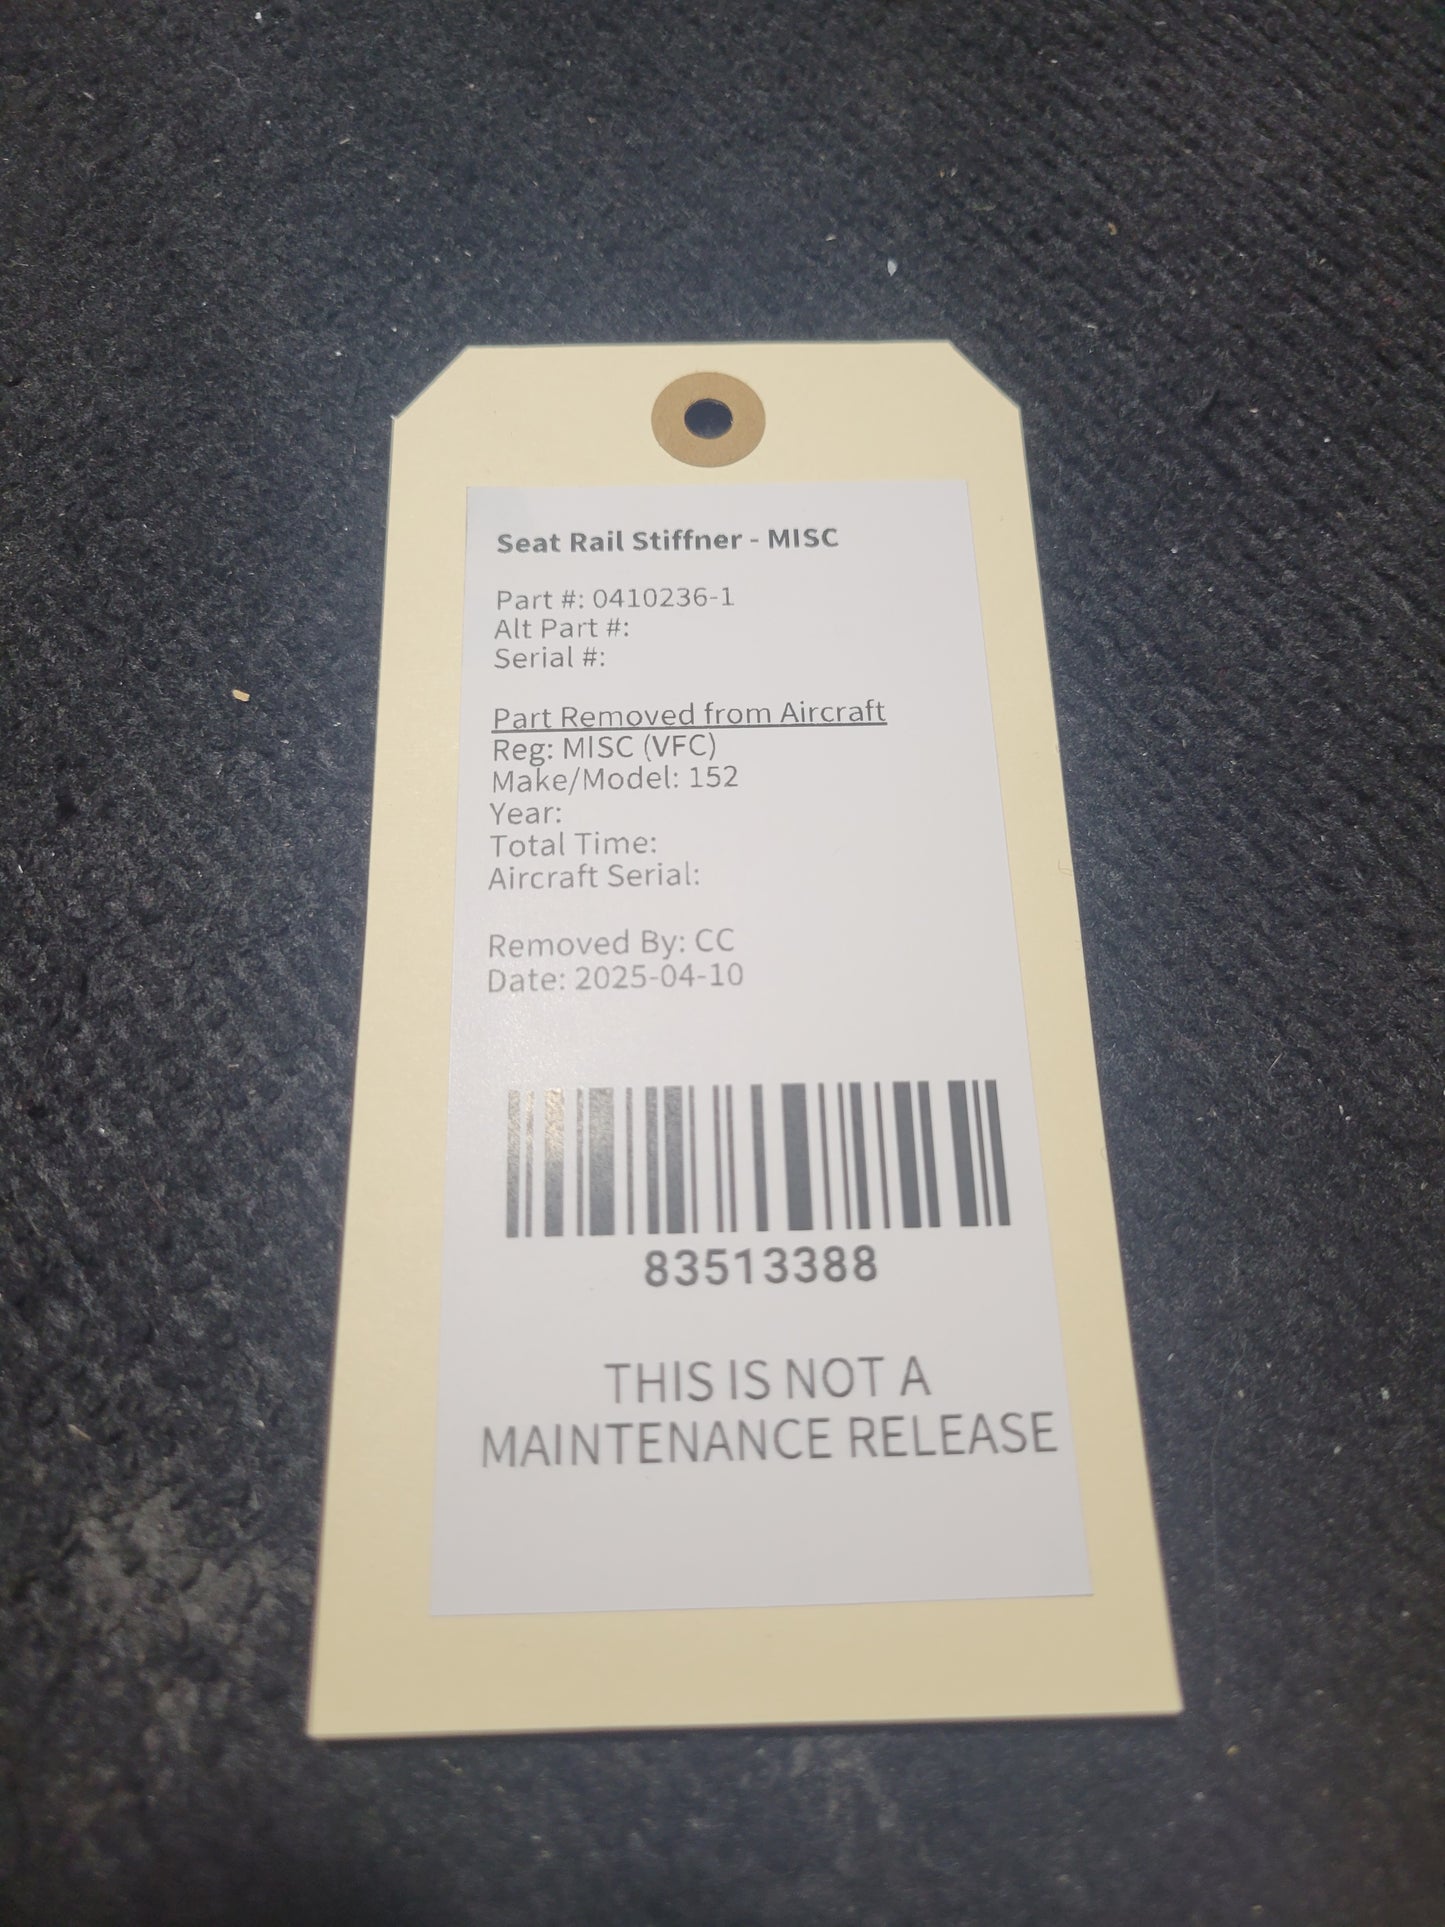 Seat Rail Stiffner - MISC
Part #: 0410236-1
Alt Part #:
Serial #:
Part Removed from Aircraft
Reg: MISC (VFC)
Make/Model: 152
Year:
Total Time:
Aircraft Serial:
Removed By: CC
Date: 2025-04-10
83513388
THIS IS NOT A
MAINTENANCE RELEASE